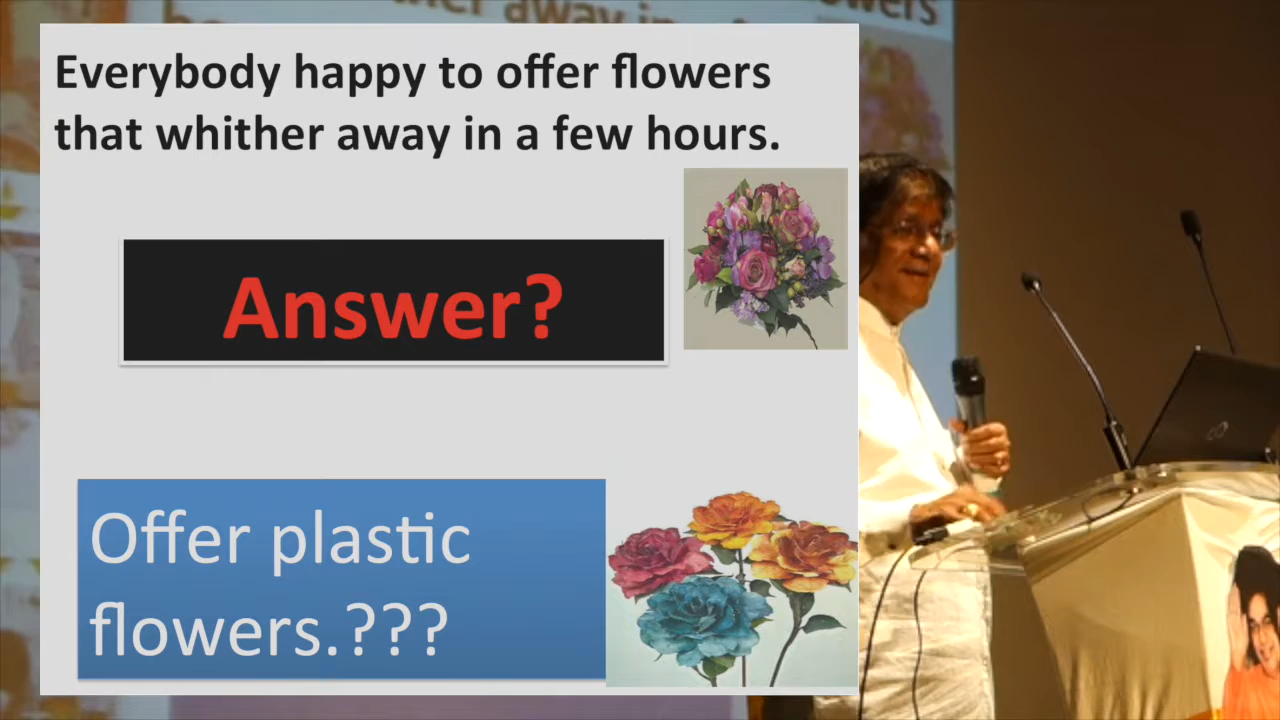 Everybody happy to offer flowers
that whither away in a few hours.
Answer?
Offer plastic
flowers.???